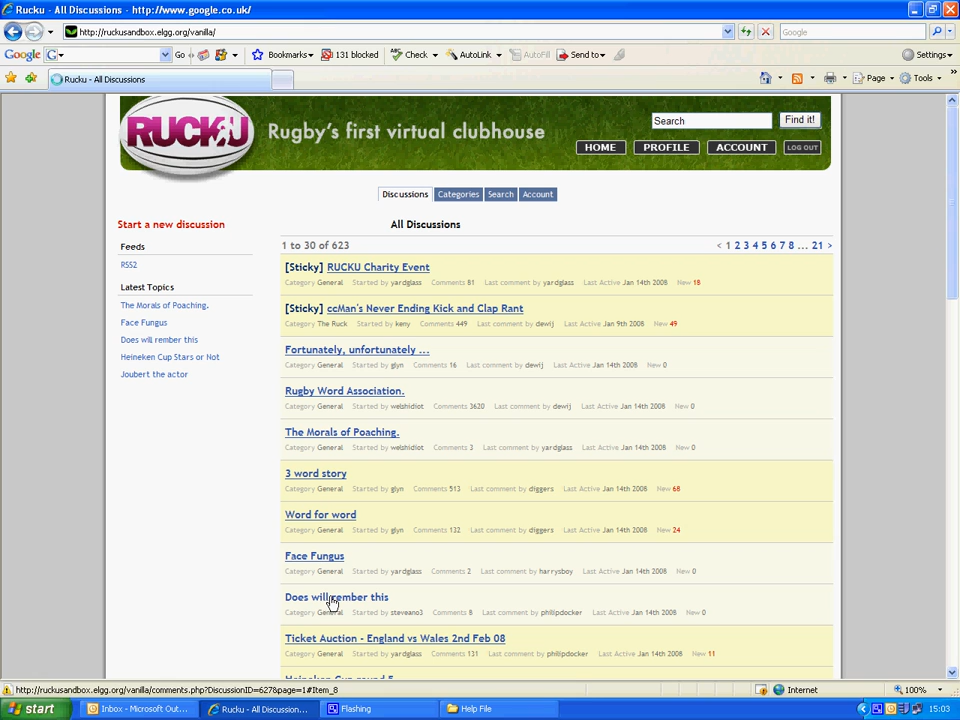 Rucku - All Discussions - http://www.google.co.uk/
http://ruckusandbox.elgg.org/vanilla/
Google
Google G Go Bookmarks 131 blocked Check AutoLink AutoFill Send to Settings
Rucku - All Discussions
Page Tools
RUCKU Rugby's first virtual clubhouse
Search Find it!
HOME PROFILE ACCOUNT LOG OUT
Discussions Categories Search Account
Start a new discussion
Feeds
RSS2
Latest Topics
The Morals of Poaching.
Face Fungus
Does will rember this
Heineken Cup Stars or Not
Joubert the actor
All Discussions
1 to 30 of 623 < 1 2 3 4 5 6 7 8 ... 21 >
[Sticky] RUCKU Charity Event
Category General Started by yardglass Comments 81 Last comment by yardglass Last Active Jan 14th 2008 New 18
[Sticky] ccMan's Never Ending Kick and Clap Rant
Category The Ruck Started by keny Comments 449 Last comment by dewij Last Active Jan 9th 2008 New 49
Fortunately, unfortunately ...
Category General Started by glyn Comments 16 Last comment by dewij Last Active Jan 14th 2008 New 0
Rugby Word Association.
Category General Started by welshidiot Comments 3620 Last comment by dewij Last Active Jan 14th 2008 New 0
The Morals of Poaching.
Category General Started by welshidiot Comments 3 Last comment by yardglass Last Active Jan 14th 2008 New 0
3 word story
Category General Started by glyn Comments 513 Last comment by diggers Last Active Jan 14th 2008 New 68
Word for word
Category General Started by glyn Comments 132 Last comment by diggers Last Active Jan 14th 2008 New 24
Face Fungus
Category General Started by yardglass Comments 2 Last comment by harrysboy Last Active Jan 14th 2008 New 0
Does will rember this
Category General Started by steveano3 Comments 8 Last comment by philipdocker Last Active Jan 14th 2008 New 0
Ticket Auction - England vs Wales 2nd Feb 08
Category General Started by yardglass Comments 131 Last comment by philipdocker Last Active Jan 14th 2008 New 11
Heineken Cup round 5
http://ruckusandbox.elgg.org/vanilla/comments.php?DiscussionID=627&page=1#Item_8 Internet 100%
start Inbox - Microsoft Out... Rucku - All Discussion... Flashing Help File 15:03